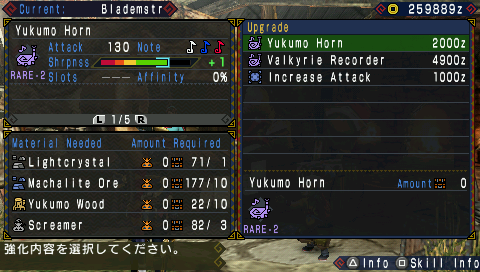 Current: Blademstr
259889z
Yukumo Horn
Attack 130 Note
Shrpnss +1
RARE-2 Slots --- Affinity 0%
L 1/5 R
Material Needed Amount Required
Lightcrystal 0 71/ 1
Machalite Ore 0 177/10
Yukumo Wood 0 22/10
Screamer 0 82/ 3
強化内容を選択してください。
Upgrade
Yukumo Horn 2000z
Valkyrie Recorder 4900z
Increase Attack 1000z
Yukumo Horn Amount 0
RARE-2
△ Info □ Skill Info